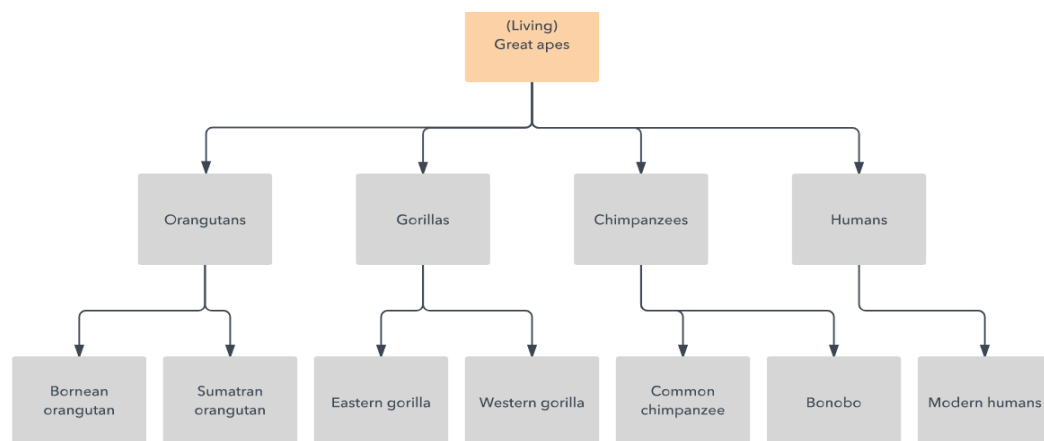 (Living)
Great apes
Orangutans
Gorillas
Chimpanzees
Humans
Bornean
orangutan
Sumatran
orangutan
Eastern gorilla
Western gorilla
Common
chimpanzee
Bonobo
Modern humans